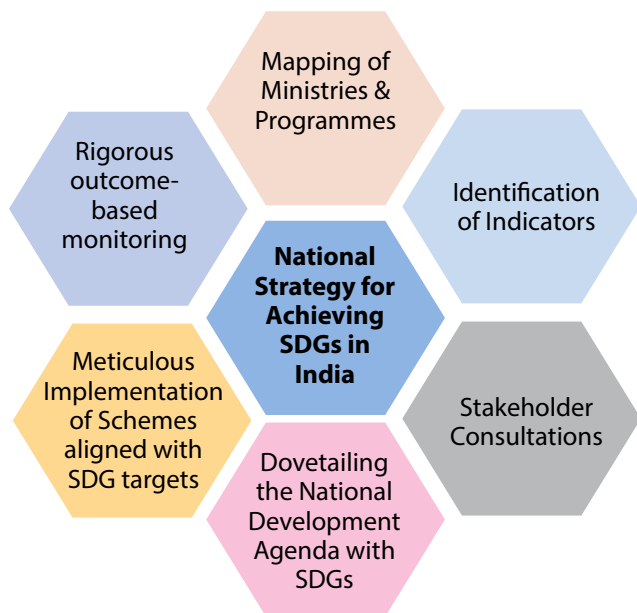 Mapping of
Ministries &
Programmes
Identification
of Indicators
Stakeholder
Consultations
Dovetailing
the National
Development
Agenda with
SDGs
Meticulous
Implementation
of Schemes
aligned with
SDG targets
Rigorous
outcome-
based
monitoring
National
Strategy for
Achieving
SDGs in
India